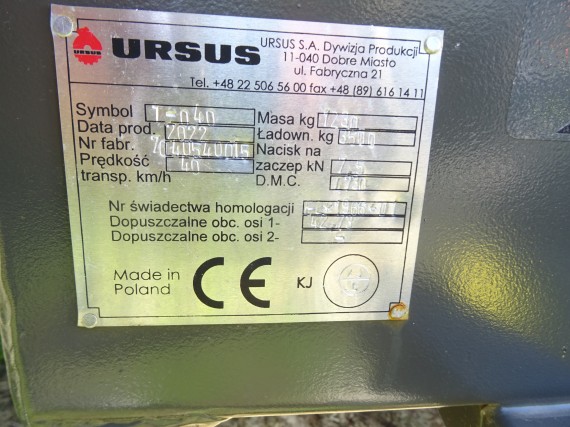 URSUS
URSUS
URSUS S.A. Dywizja Produkcji
11-040 Dobre Miasto
ul. Fabryczna 21
Tel. +48 22 506 56 00 fax +48 (89) 616 14 11
Symbol T-040 Masa kg
Data prod. 2022 Ładown. kg
Nr fabr. Nacisk na
Prędkość 40 zaczep kN
transp. km/h D.M.C.
Nr świadectwa homologacji
Dopuszczalne obc. osi 1-
Dopuszczalne obc. osi 2-
Made in
Poland
CE KJ